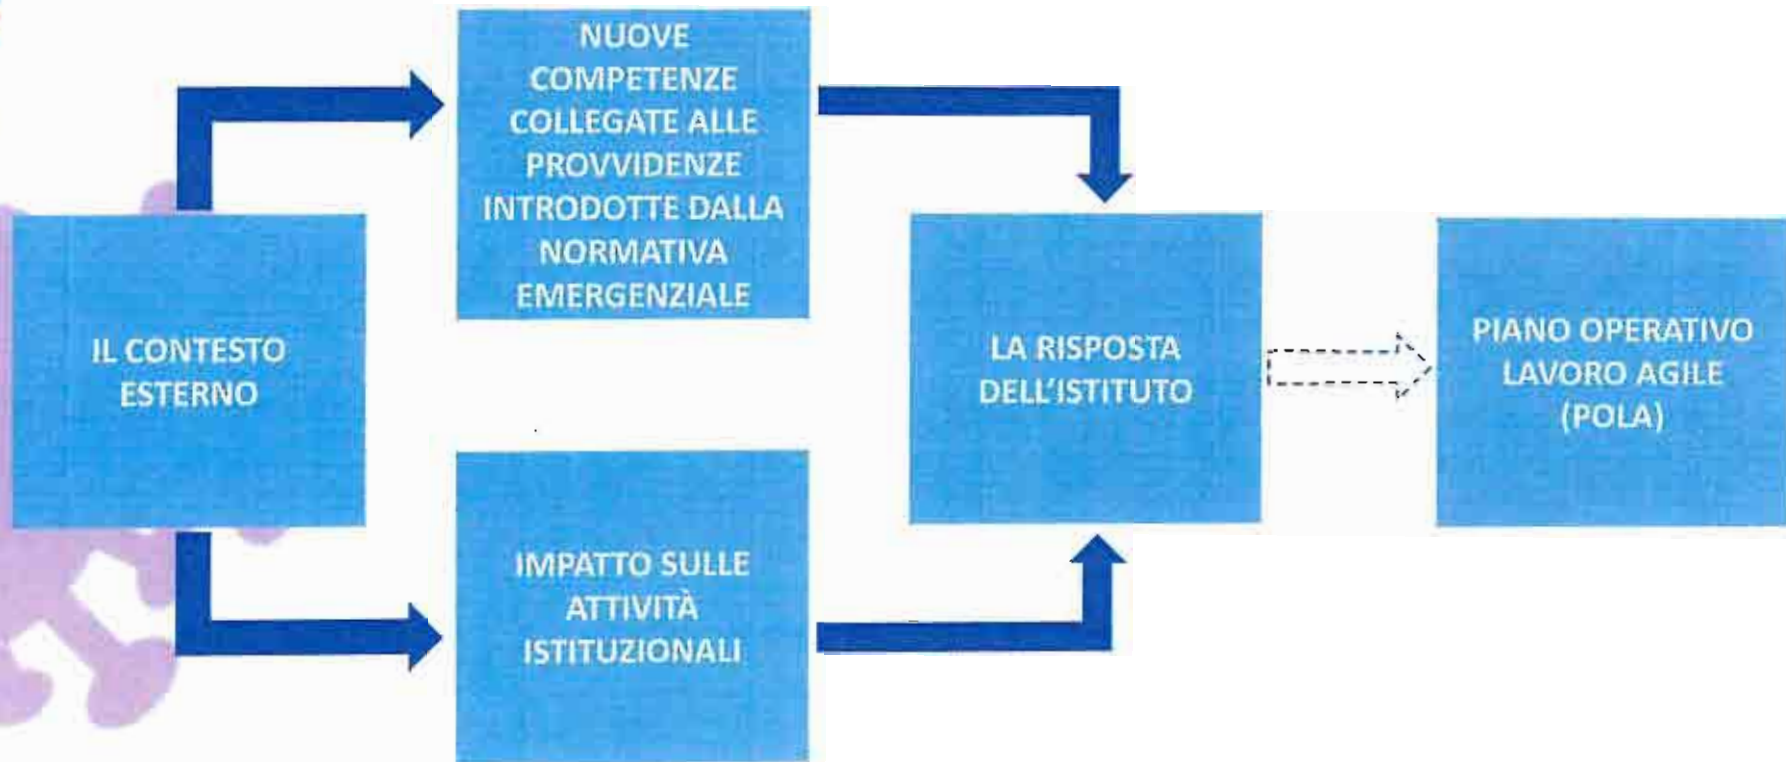 IL CONTESTO
ESTERNO
NUOVE
COMPETENZE
COLLEGATE ALLE
PROVVIDENZE
INTRODOTTE DALLA
NORMATIVA
EMERGENZIALE
IMPATTO SULLE
ATTIVITÀ
ISTITUZIONALI
LA RISPOSTA
DELL'ISTITUTO
PIANO OPERATIVO
LAVORO AGILE
(POLA)